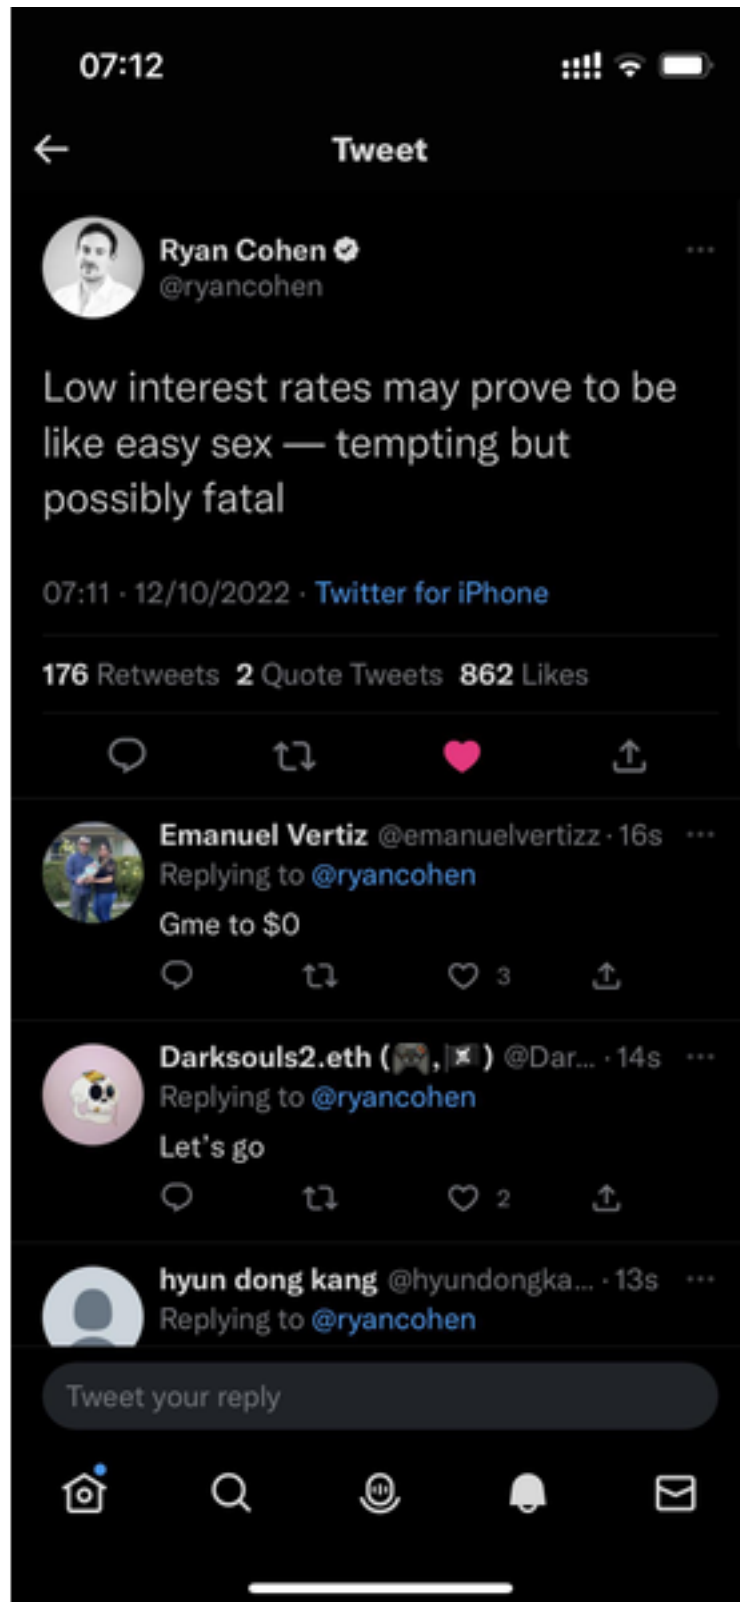 07:12
Tweet
Ryan Cohen
@ryancohen
Low interest rates may prove to be
like easy sex — tempting but
possibly fatal
07:11 · 12/10/2022 · Twitter for iPhone
176 Retweets 2 Quote Tweets 862 Likes
Emanuel Vertiz @emanuelvertizz · 16s
Replying to @ryancohen
Gme to $0
3
Darksouls2.eth (🎮,🏴‍☠️) @Dar... · 14s
Replying to @ryancohen
Let's go
2
hyun dong kang @hyundongka... · 13s
Replying to @ryancohen
Tweet your reply